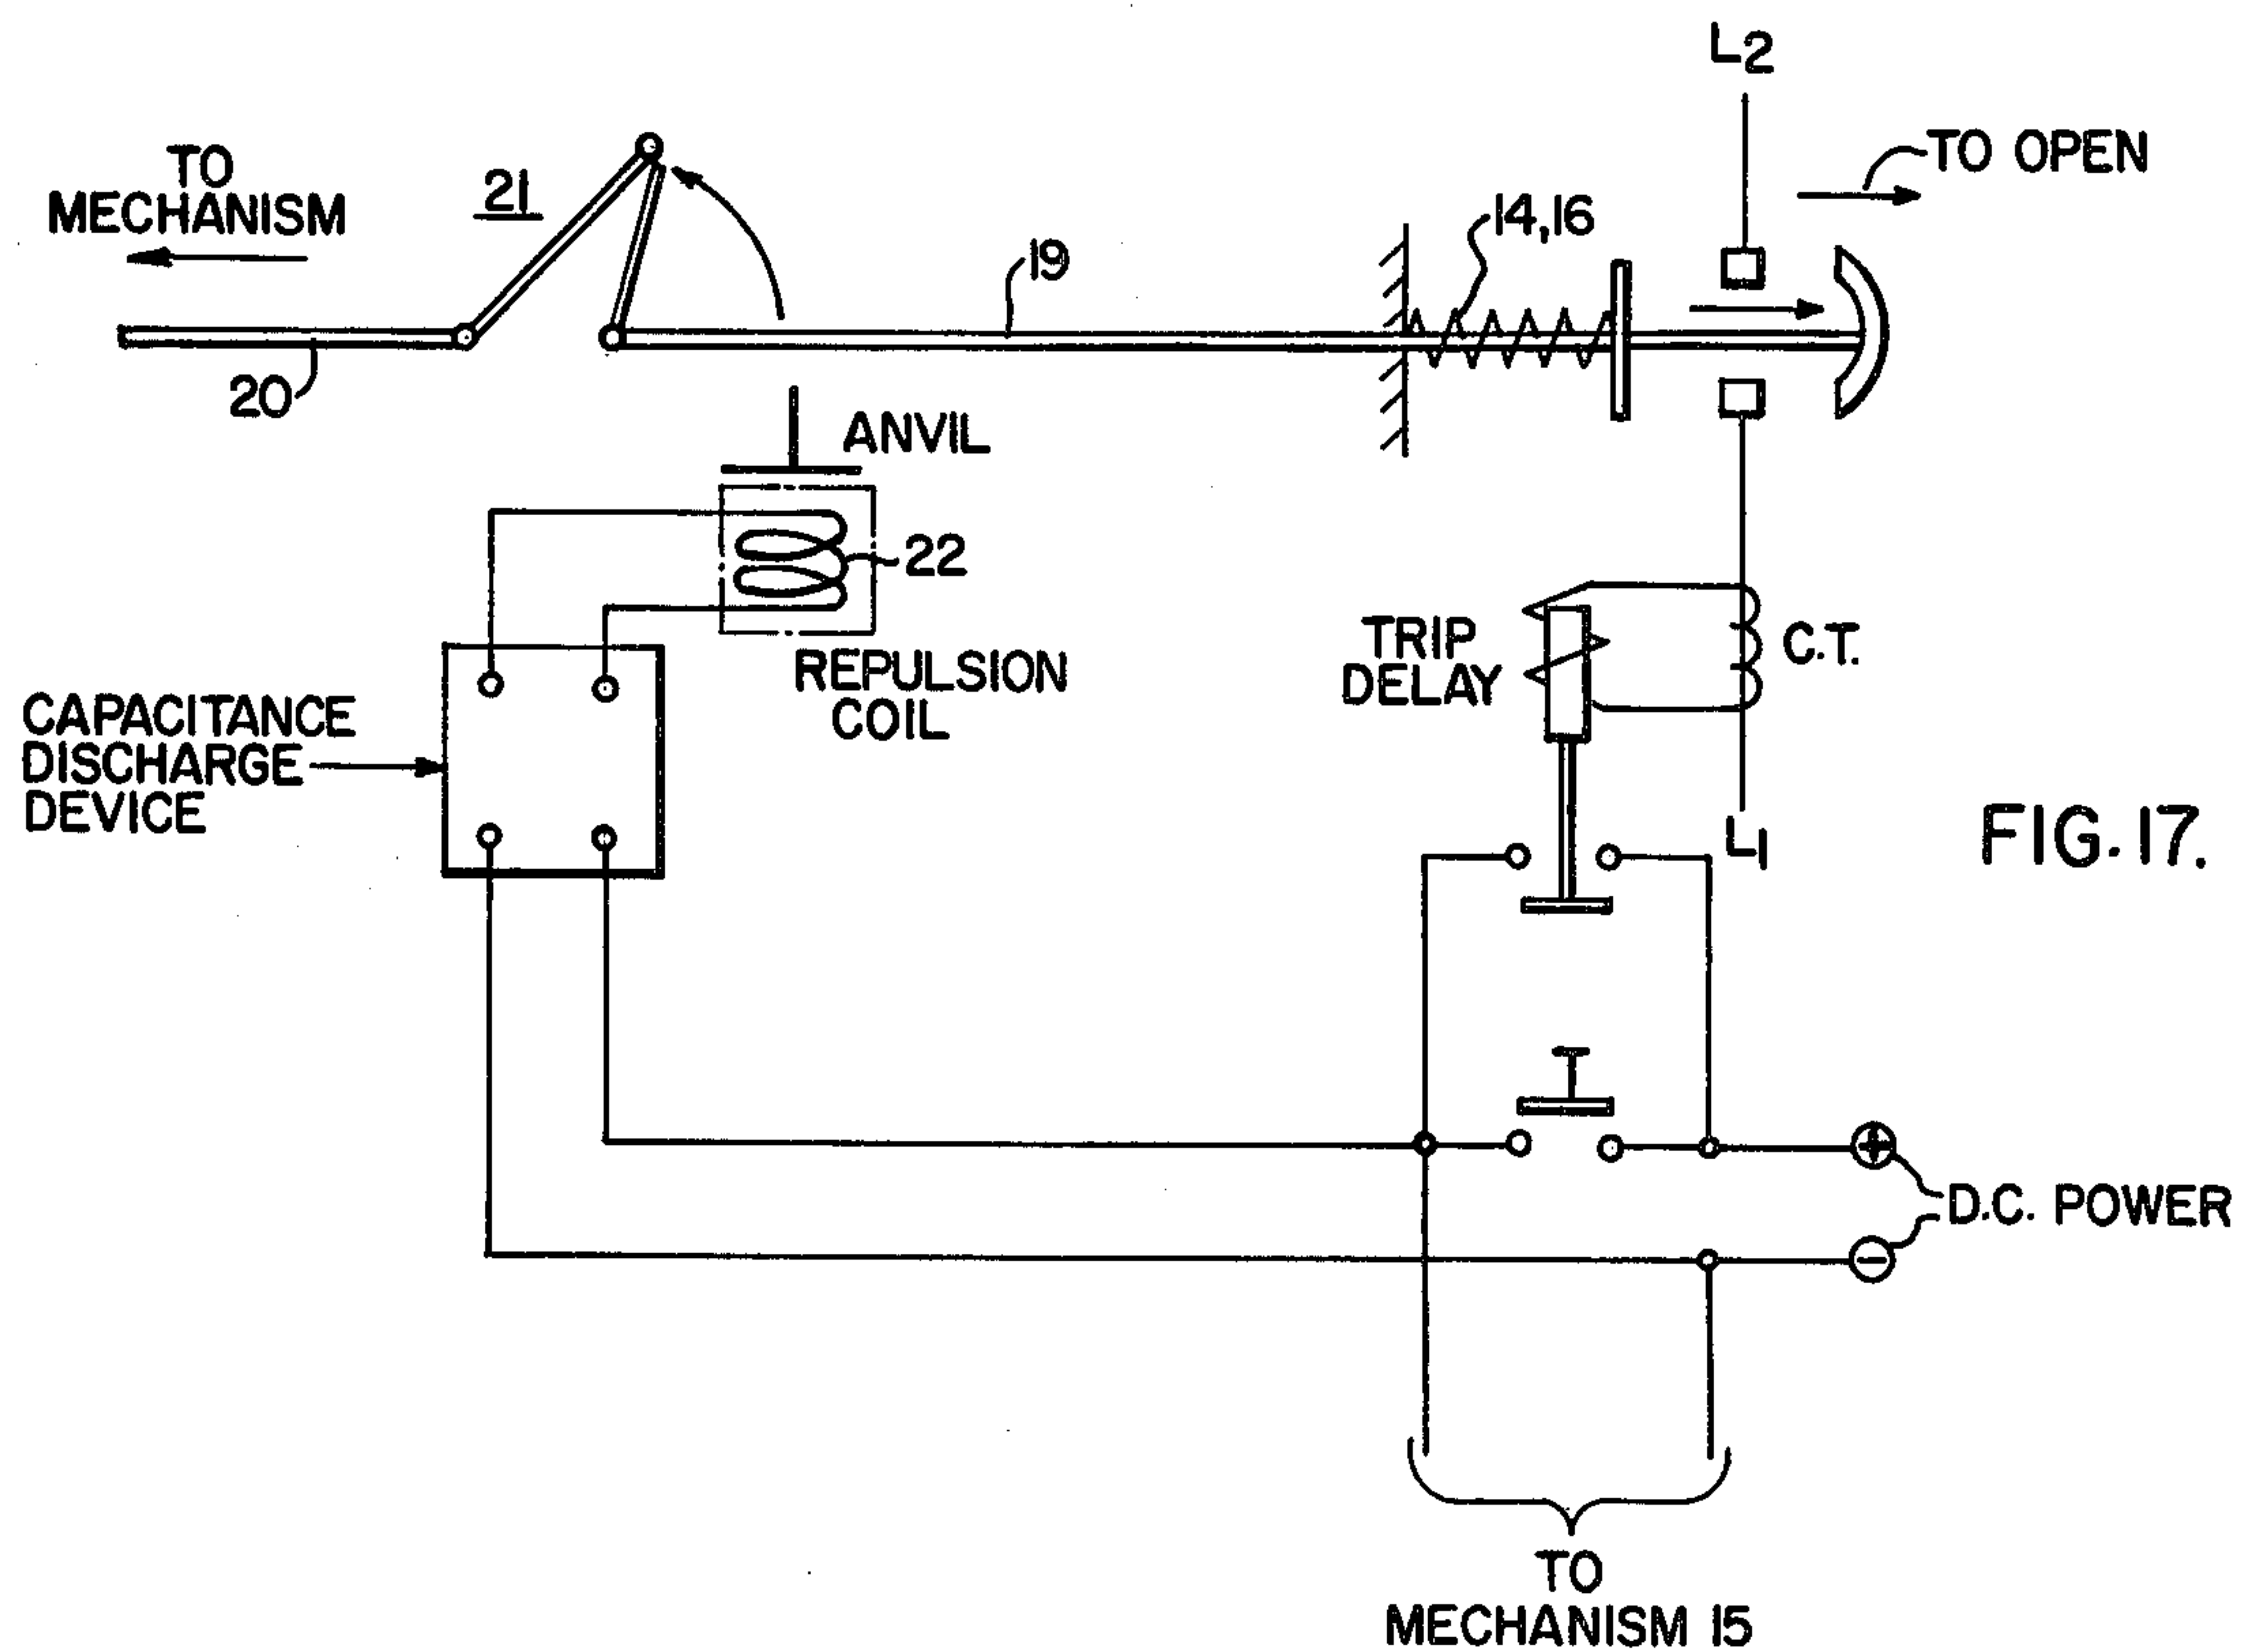 L2
TO OPEN
TO
MECHANISM
21
14,16
19
20
ANVIL
22
REPULSION
COIL
TRIP
DELAY
C.T.
CAPACITANCE
DISCHARGE
DEVICE
L1
FIG. 17.
+
D.C. POWER
−
TO
MECHANISM 15